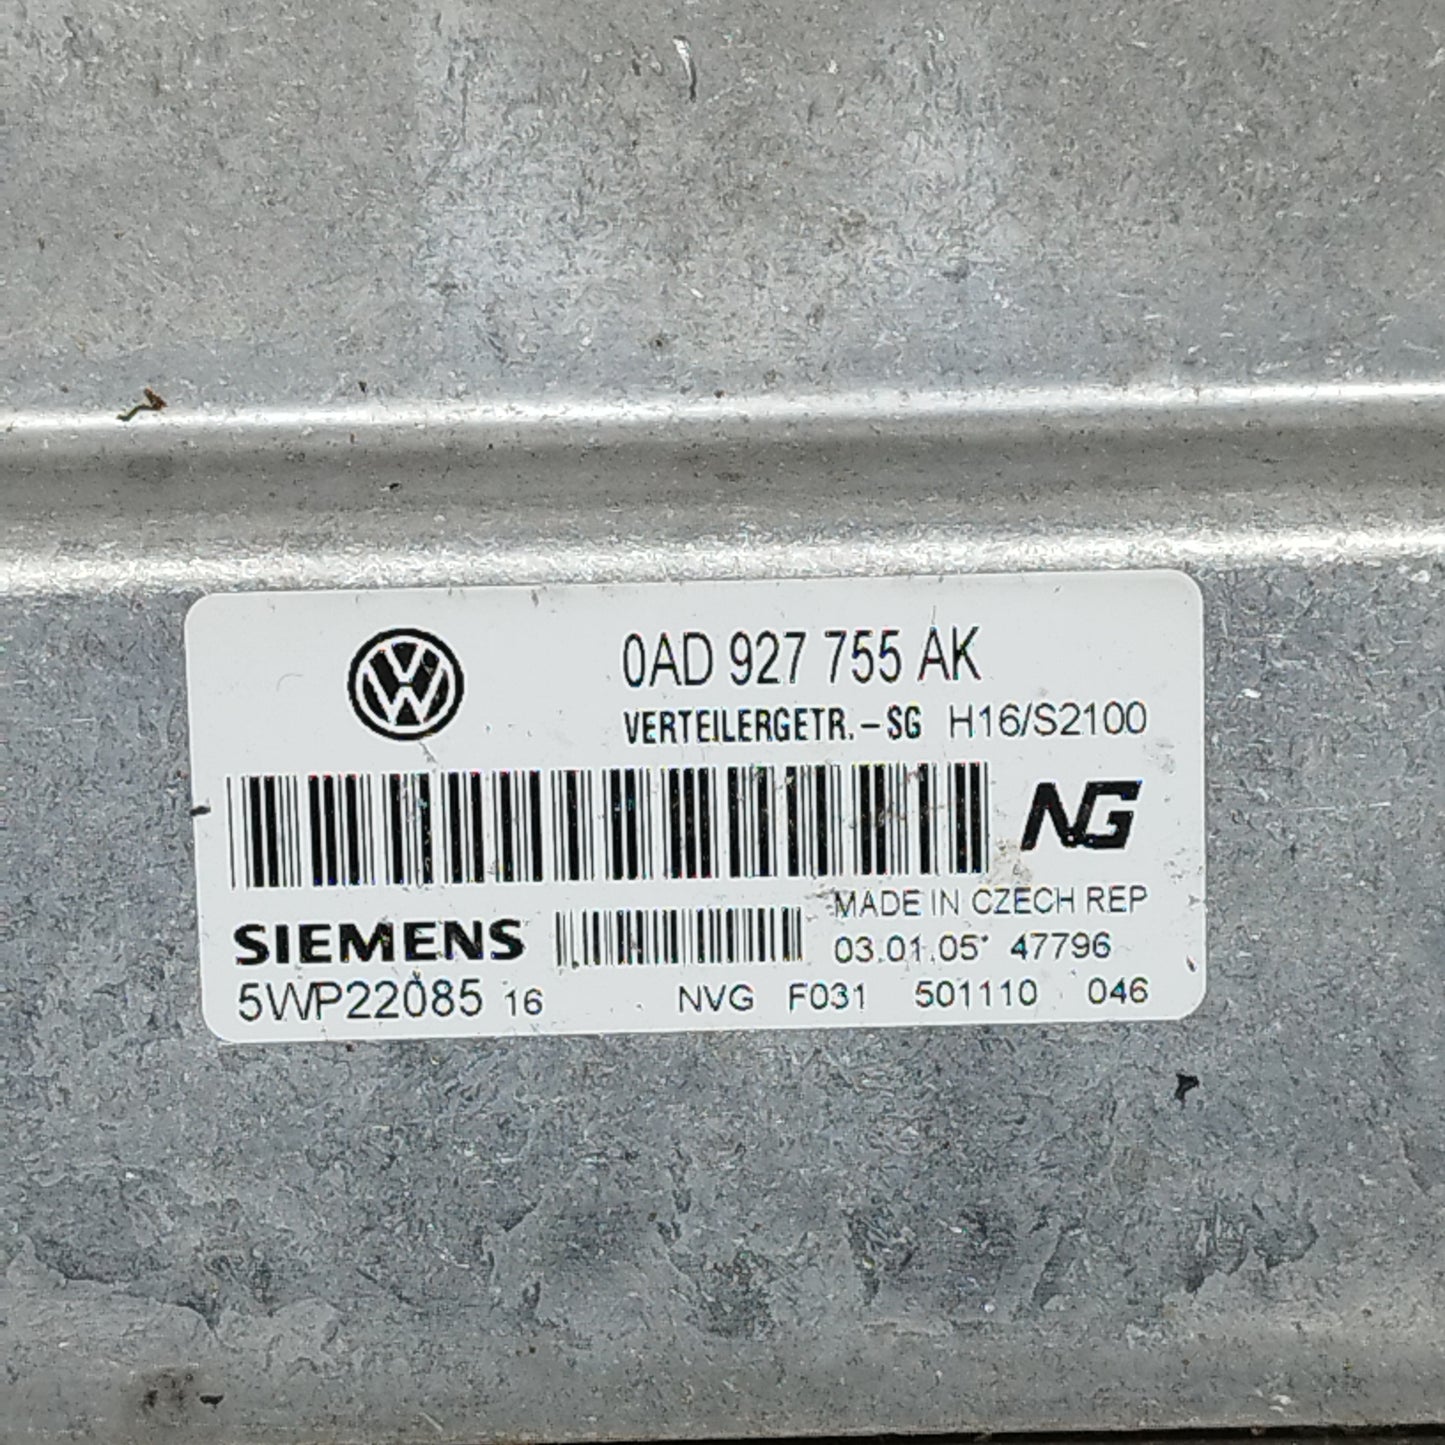 0AD 927 755 AK
VERTEILERGETR.-SG H16/S2100
NG
MADE IN CZECH REP
SIEMENS 03.01.05 47796
5WP22085 16 NVG F031 501110 046